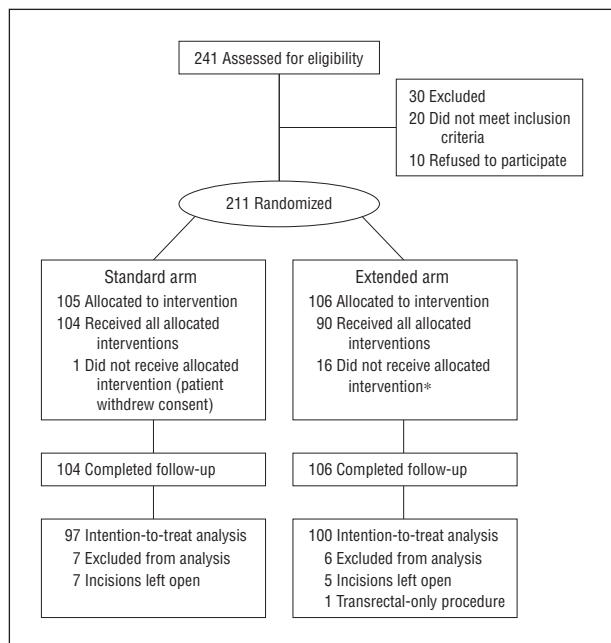 241 Assessed for eligibility
30 Excluded
20 Did not meet inclusion
criteria
10 Refused to participate
211 Randomized
Standard arm
105 Allocated to intervention
104 Received all allocated
interventions
1 Did not receive allocated
intervention (patient
withdrew consent)
Extended arm
106 Allocated to intervention
90 Received all allocated
interventions
16 Did not receive allocated
intervention*
104 Completed follow-up
106 Completed follow-up
97 Intention-to-treat analysis
7 Excluded from analysis
7 Incisions left open
100 Intention-to-treat analysis
6 Excluded from analysis
5 Incisions left open
1 Transrectal-only procedure